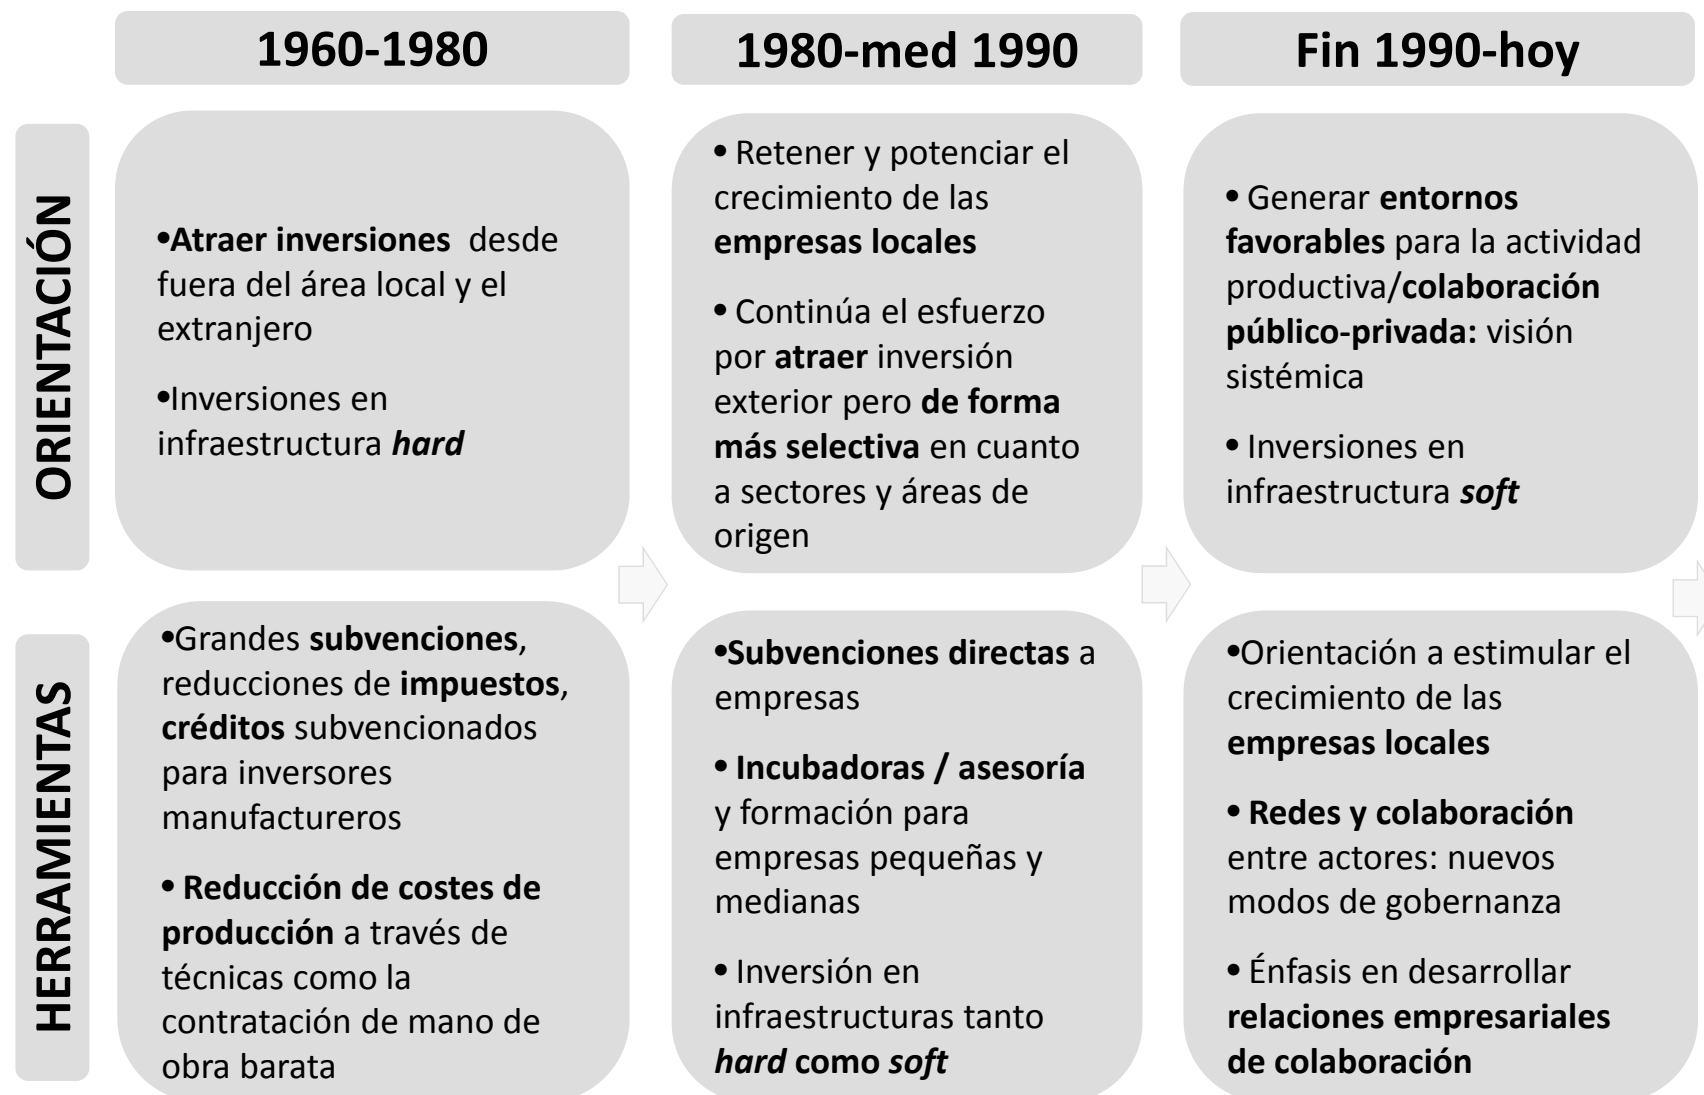 1960-1980
1980-med 1990
Fin 1990-hoy
ORIENTACIÓN
•Atraer inversiones desde
fuera del área local y el
extranjero
•Inversiones en
infraestructura hard
• Retener y potenciar el
crecimiento de las
empresas locales
• Continúa el esfuerzo
por atraer inversión
exterior pero de forma
más selectiva en cuanto
a sectores y áreas de
origen
• Generar entornos
favorables para la actividad
productiva/colaboración
público-privada: visión
sistémica
• Inversiones en
infraestructura soft
HERRAMIENTAS
•Grandes subvenciones,
reducciones de impuestos,
créditos subvencionados
para inversores
manufactureros
• Reducción de costes de
producción a través de
técnicas como la
contratación de mano de
obra barata
•Subvenciones directas a
empresas
• Incubadoras / asesoría
y formación para
empresas pequeñas y
medianas
• Inversión en
infraestructuras tanto
hard como soft
•Orientación a estimular el
crecimiento de las
empresas locales
• Redes y colaboración
entre actores: nuevos
modos de gobernanza
• Énfasis en desarrollar
relaciones empresariales
de colaboración